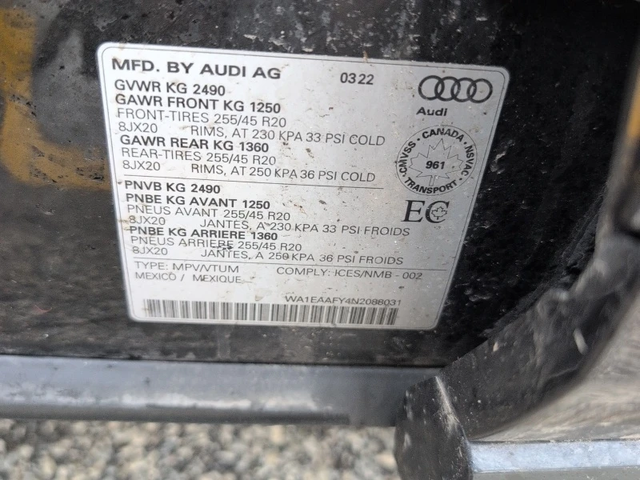 MFD. BY AUDI AG 03 22
GVWR KG 2490
GAWR FRONT KG 1250
FRONT-TIRES 255/45 R20
8JX20 RIMS, AT 230 KPA 33 PSI COLD
GAWR REAR KG 1360
REAR-TIRES 255/45 R20
8JX20 RIMS, AT 250 KPA 36 PSI COLD
PNVB KG 2490
PNBE KG AVANT 1250
PNEUS AVANT 255/45 R20
8JX20 JANTES, A 230 KPA 33 PSI FROIDS
PNBE KG ARRIERE 1360
PNEUS ARRIERE 255/45 R20
8JX20 JANTES, A 250 KPA 36 PSI FROIDS
TYPE: MPV/VTUM COMPLY: ICES/NMB - 002
MEXICO / MEXIQUE
WA1EAAFY4N2088031
Audi
CMVSS - CANADA - NSVAC
961
TRANSPORT
EC